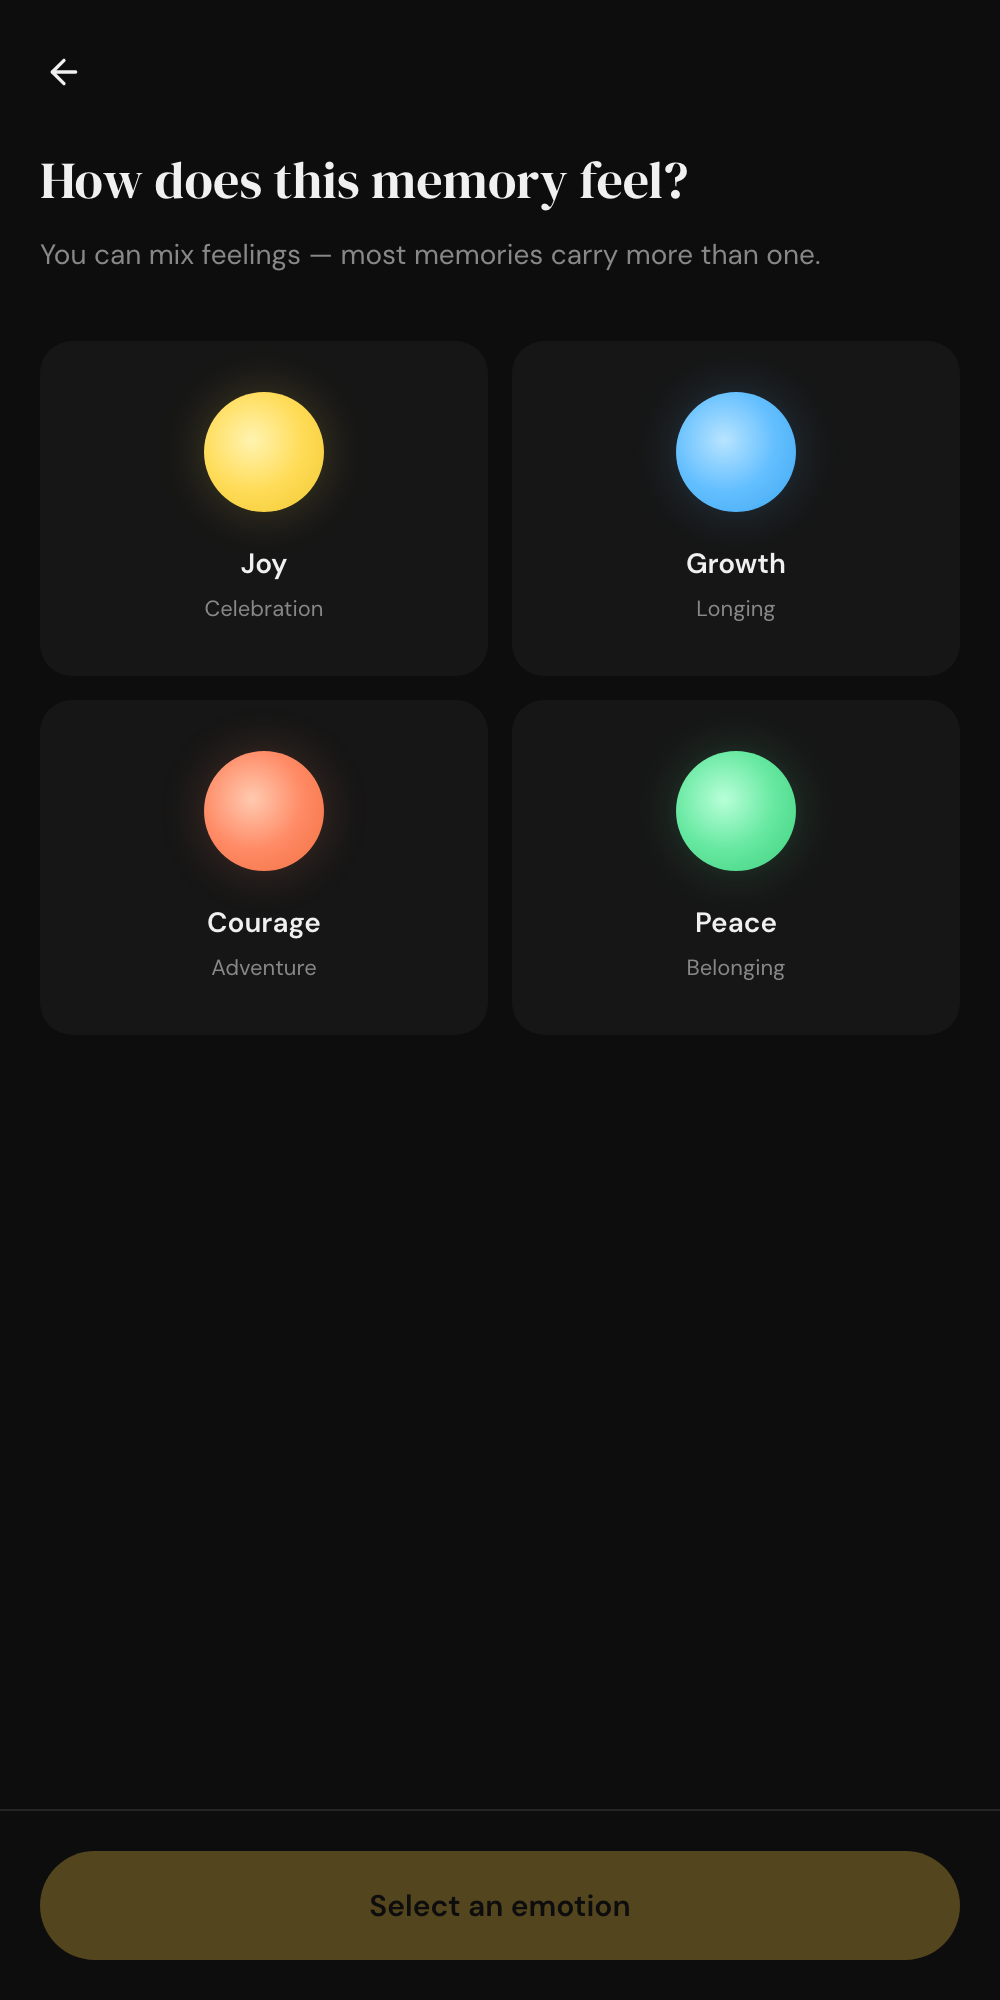 How does this memory feel?
You can mix feelings — most memories carry more than one.
Joy
Celebration
Growth
Longing
Courage
Adventure
Peace
Belonging
Select an emotion